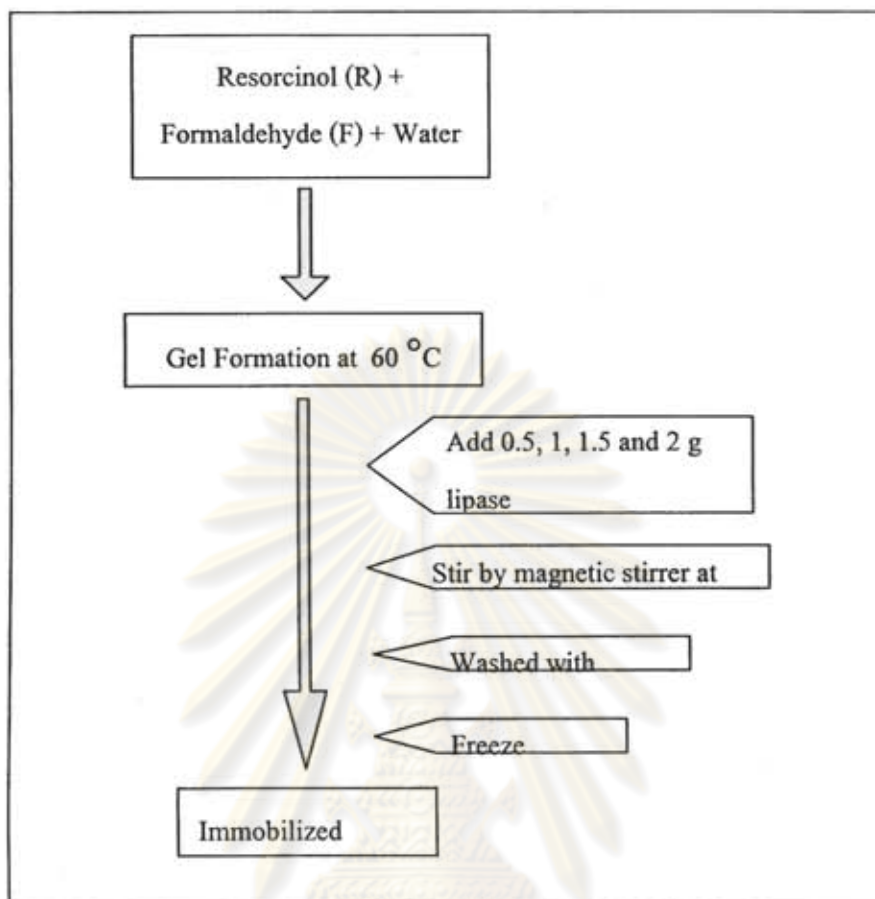 Resorcinol (R) +
Formaldehyde (F) + Water
Gel Formation at 60 °C
Add 0.5, 1, 1.5 and 2 g
lipase
Stir by magnetic stirrer at
Washed with
Freeze
Immobilized